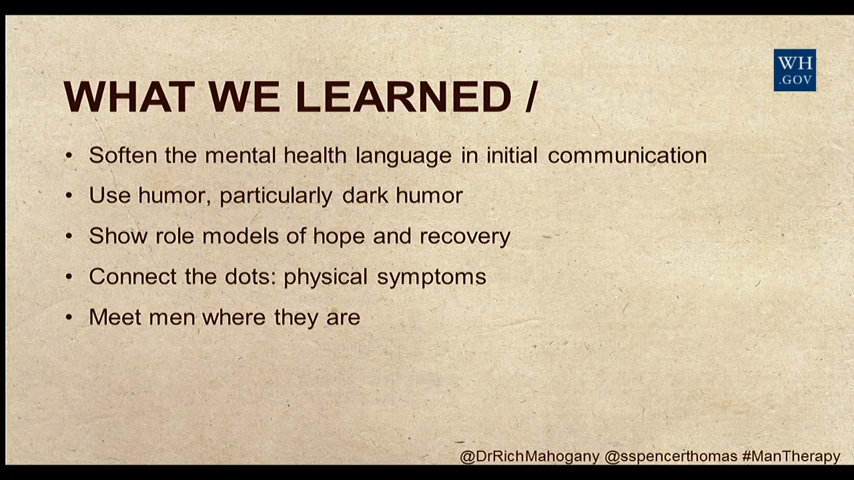 WH
.GOV
WHAT WE LEARNED /
• Soften the mental health language in initial communication
• Use humor, particularly dark humor
• Show role models of hope and recovery
• Connect the dots: physical symptoms
• Meet men where they are
@DrRichMahogany @sspencerthomas #ManTherapy